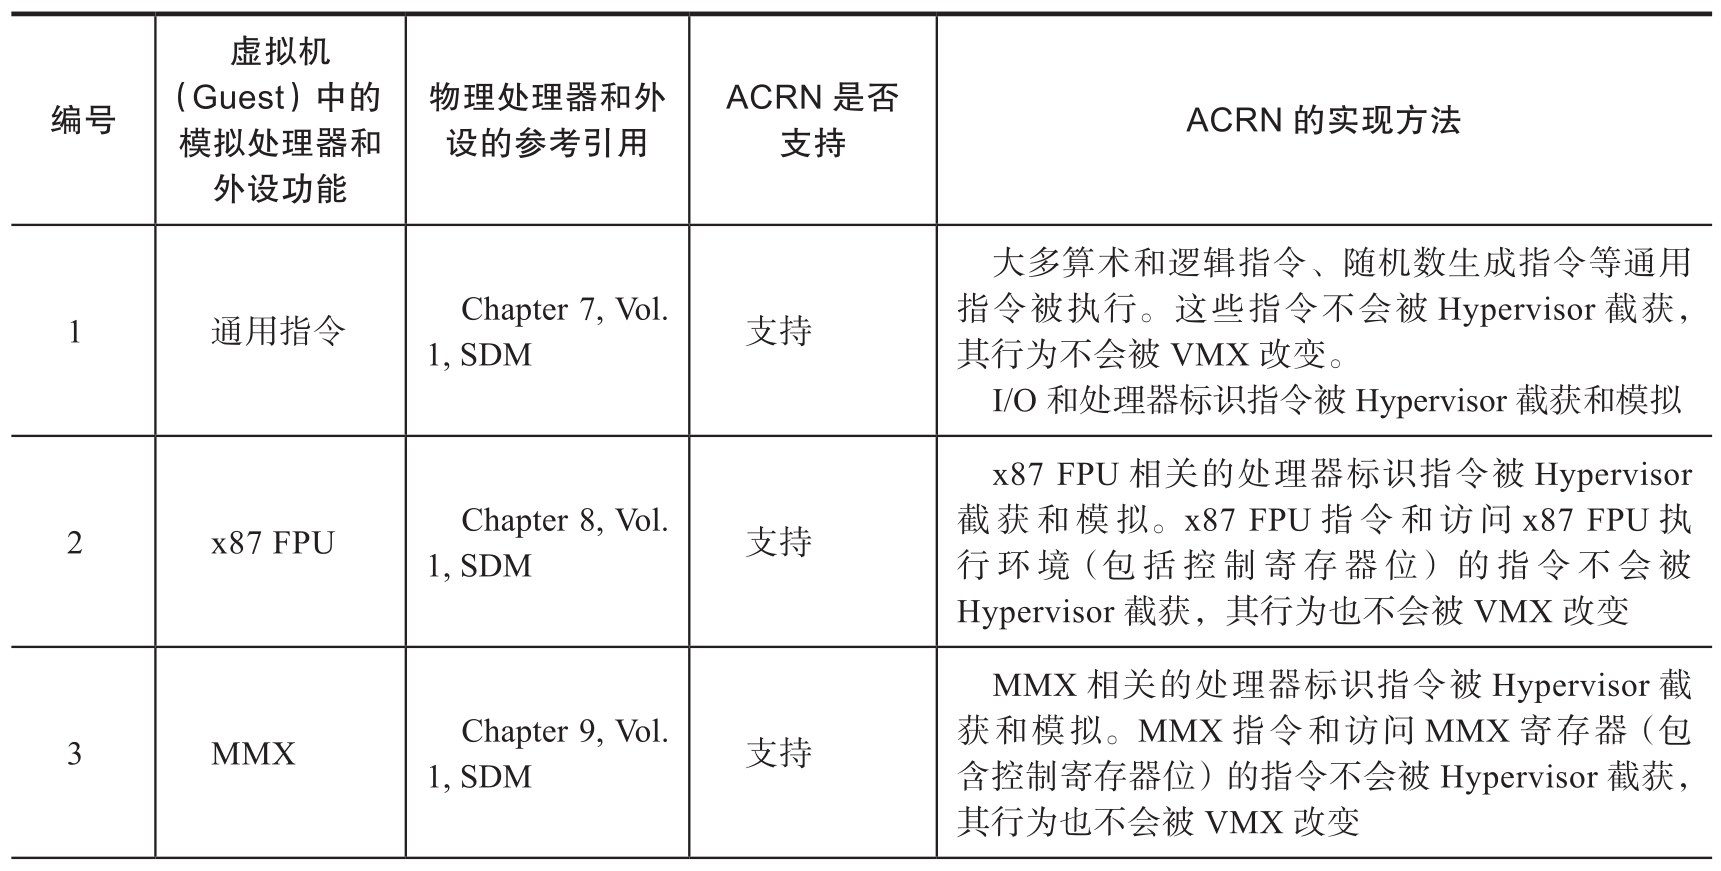 编号
虚拟机
（Guest）中的
模拟处理器和
外设功能
物理处理器和外
设的参考引用
ACRN 是否
支持
ACRN 的实现方法
1
通用指令
Chapter 7, Vol.
1, SDM
支持
大多算术和逻辑指令、随机数生成指令等通用
指令被执行。这些指令不会被 Hypervisor 截获，
其行为不会被 VMX 改变。
I/O 和处理器标识指令被 Hypervisor 截获和模拟
2
x87 FPU
Chapter 8, Vol.
1, SDM
支持
x87 FPU 相关的处理器标识指令被 Hypervisor
截获和模拟。x87 FPU 指令和访问 x87 FPU 执
行环境（包括控制寄存器位）的指令不会被
Hypervisor 截获，其行为也不会被 VMX 改变
3
MMX
Chapter 9, Vol.
1, SDM
支持
MMX 相关的处理器标识指令被 Hypervisor 截
获和模拟。MMX 指令和访问 MMX 寄存器（包
含控制寄存器位）的指令不会被 Hypervisor 截获，
其行为也不会被 VMX 改变